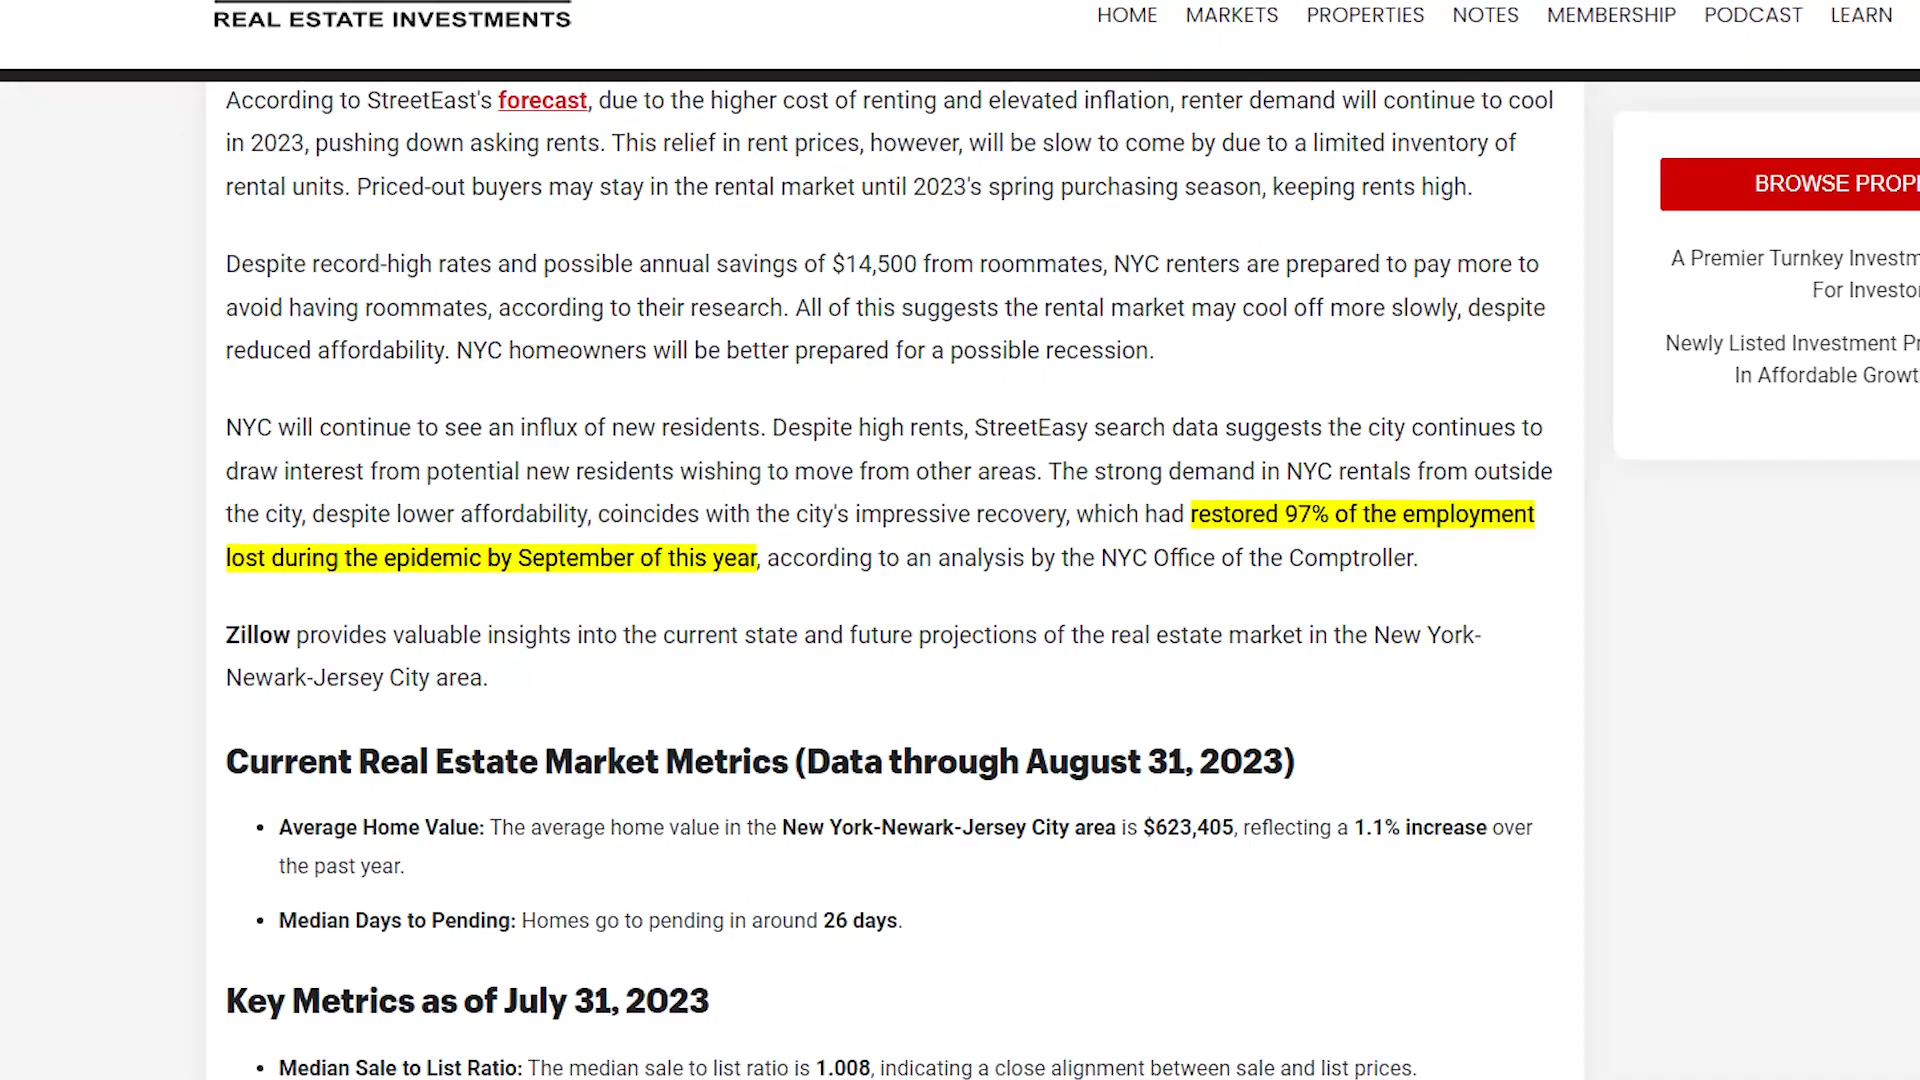 REAL ESTATE INVESTMENTS
HOME MARKETS PROPERTIES NOTES MEMBERSHIP PODCAST LEARN
According to StreetEast's forecast, due to the higher cost of renting and elevated inflation, renter demand will continue to cool
in 2023, pushing down asking rents. This relief in rent prices, however, will be slow to come by due to a limited inventory of
rental units. Priced-out buyers may stay in the rental market until 2023's spring purchasing season, keeping rents high.
Despite record-high rates and possible annual savings of $14,500 from roommates, NYC renters are prepared to pay more to
avoid having roommates, according to their research. All of this suggests the rental market may cool off more slowly, despite
reduced affordability. NYC homeowners will be better prepared for a possible recession.
NYC will continue to see an influx of new residents. Despite high rents, StreetEasy search data suggests the city continues to
draw interest from potential new residents wishing to move from other areas. The strong demand in NYC rentals from outside
the city, despite lower affordability, coincides with the city's impressive recovery, which had restored 97% of the employment
lost during the epidemic by September of this year, according to an analysis by the NYC Office of the Comptroller.
Zillow provides valuable insights into the current state and future projections of the real estate market in the New York-
Newark-Jersey City area.
Current Real Estate Market Metrics (Data through August 31, 2023)
• Average Home Value: The average home value in the New York-Newark-Jersey City area is $623,405, reflecting a 1.1% increase over
the past year.
• Median Days to Pending: Homes go to pending in around 26 days.
Key Metrics as of July 31, 2023
• Median Sale to List Ratio: The median sale to list ratio is 1.008, indicating a close alignment between sale and list prices.
BROWSE PROPE
A Premier Turnkey Investm
For Investor
Newly Listed Investment Pr
In Affordable Growt